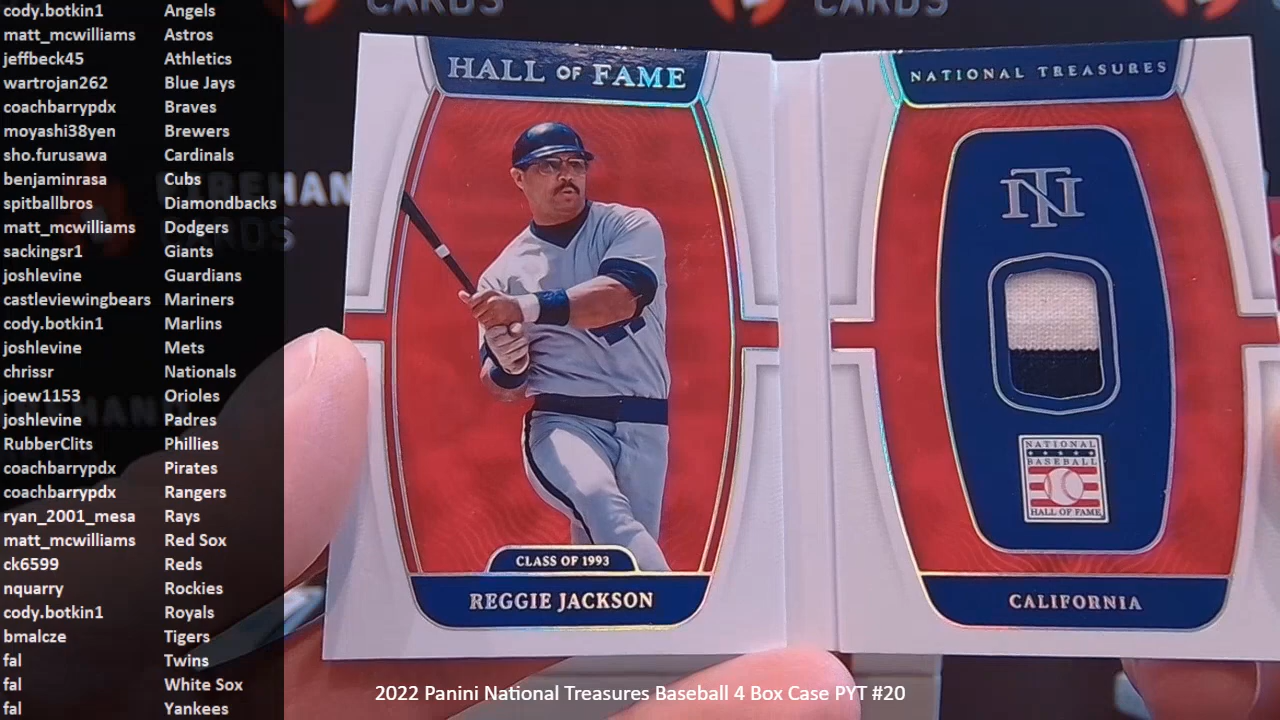 cody.botkin1 Angels
matt_mcwilliams Astros
jeffbeck45 Athletics
wartrojan262 Blue Jays
coachbarrypdx Braves
moyashi38yen Brewers
sho.furusawa Cardinals
benjaminrasa Cubs
spitballbros Diamondbacks
matt_mcwilliams Dodgers
sackingsr1 Giants
joshlevine Guardians
castleviewingbears Mariners
cody.botkin1 Marlins
joshlevine Mets
chrissr Nationals
joew1153 Orioles
joshlevine Padres
RubberClits Phillies
coachbarrypdx Pirates
coachbarrypdx Rangers
ryan_2001_mesa Rays
matt_mcwilliams Red Sox
ck6599 Reds
nquarry Rockies
cody.botkin1 Royals
bmalcze Tigers
fal Twins
fal White Sox
fal Yankees
CARDS
CARDS
CARDS
HALL OF FAME
CLASS OF 1993
REGGIE JACKSON
NATIONAL TREASURES
NT
NATIONAL
BASEBALL
HALL OF FAME
CALIFORNIA
2022 Panini National Treasures Baseball 4 Box Case PYT #20